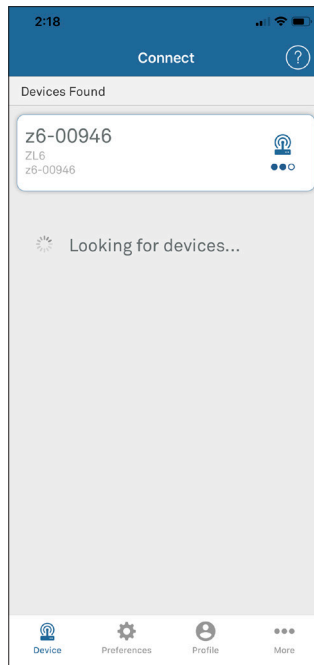 2:18
Connect
?
Devices Found
z6-00946
ZL6
z6-00946
Looking for devices...
Device Preferences Profile More